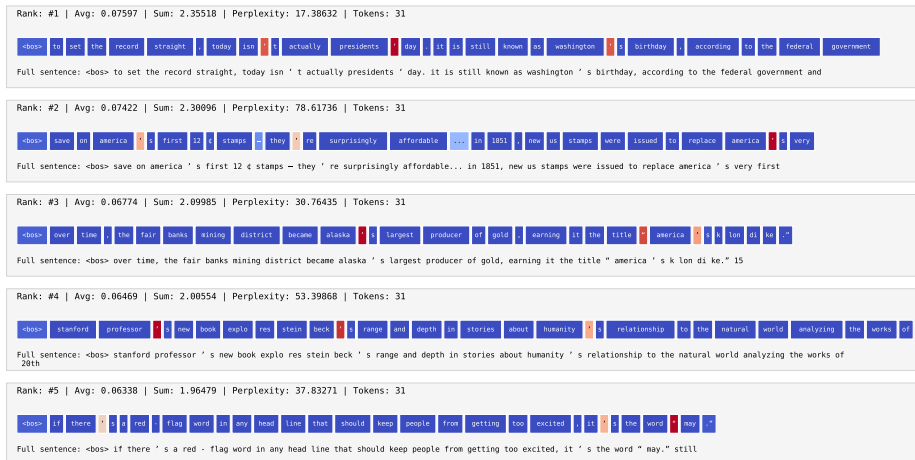 Rank: #1 | Avg: 0.07597 | Sum: 2.35518 | Perplexity: 17.38632 | Tokens: 31
<bos> to set the record straight , today isn ’ t actually presidents ’ day . it is still known as washington ’ s birthday , according to the federal government
Full sentence: <bos> to set the record straight, today isn ’ t actually presidents ’ day. it is still known as washington ’ s birthday, according to the federal government and
Rank: #2 | Avg: 0.07422 | Sum: 2.30096 | Perplexity: 78.61736 | Tokens: 31
<bos> save on america ’ s first 12 ¢ stamps — they ’ re surprisingly affordable ... in 1851 , new us stamps were issued to replace america ’ s very
Full sentence: <bos> save on america ’ s first 12 ¢ stamps — they ’ re surprisingly affordable... in 1851, new us stamps were issued to replace america ’ s very first
Rank: #3 | Avg: 0.06774 | Sum: 2.09985 | Perplexity: 30.76435 | Tokens: 31
<bos> over time , the fair banks mining district became alaska ’ s largest producer of gold , earning it the title “ america ’ s k lon di ke .”
Full sentence: <bos> over time, the fair banks mining district became alaska ’ s largest producer of gold, earning it the title “ america ’ s k lon di ke.” 15
Rank: #4 | Avg: 0.06469 | Sum: 2.00554 | Perplexity: 53.39868 | Tokens: 31
<bos> stanford professor ’ s new book explo res stein beck ’ s range and depth in stories about humanity ’ s relationship to the natural world analyzing the works of
Full sentence: <bos> stanford professor ’ s new book explo res stein beck ’ s range and depth in stories about humanity ’ s relationship to the natural world analyzing the works of
20th
Rank: #5 | Avg: 0.06338 | Sum: 1.96479 | Perplexity: 37.83271 | Tokens: 31
<bos> if there ’ s a red - flag word in any head line that should keep people from getting too excited , it ’ s the word “ may .”
Full sentence: <bos> if there ’ s a red - flag word in any head line that should keep people from getting too excited, it ’ s the word “ may.” still